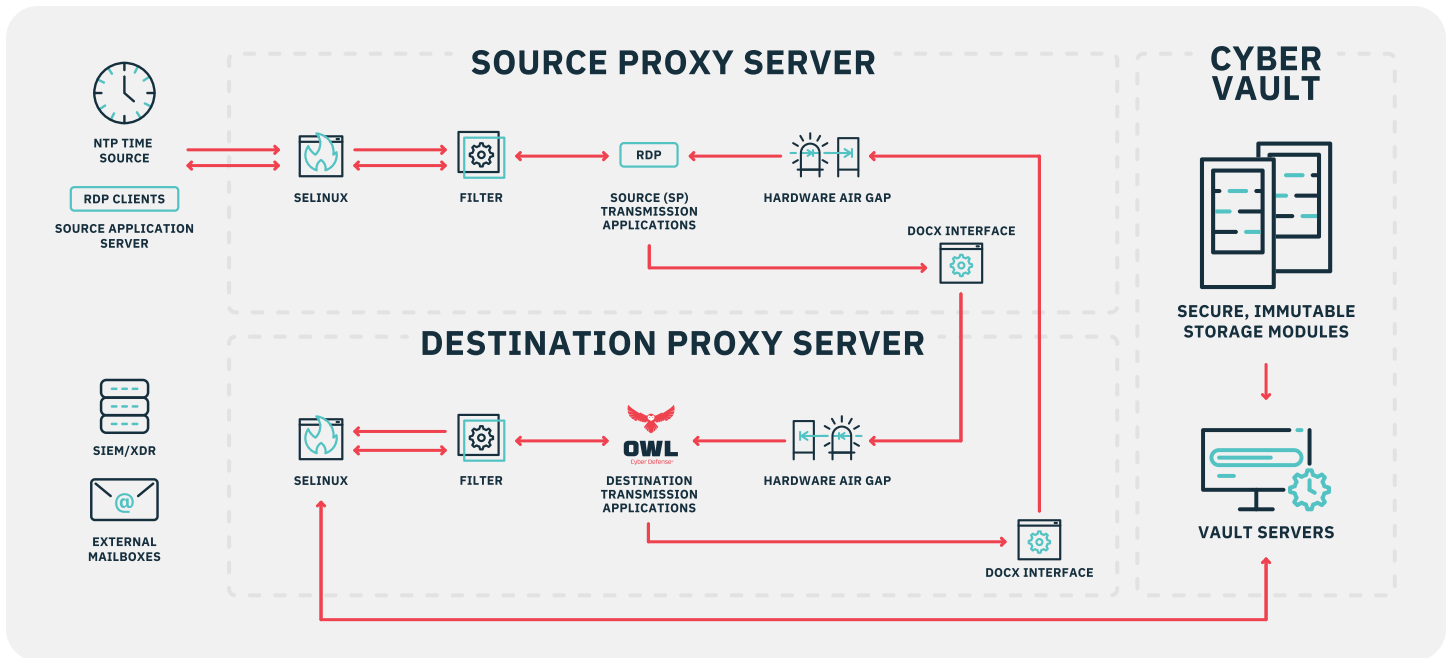 SOURCE PROXY SERVER
CYBER
VAULT
NTP TIME
SOURCE
RDP CLIENTS
SOURCE APPLICATION
SERVER
SELINUX
FILTER
RDP
SOURCE (SP)
TRANSMISSION
APPLICATIONS
HARDWARE AIR GAP
DOCX INTERFACE
SECURE, IMMUTABLE
STORAGE MODULES
DESTINATION PROXY SERVER
SIEM/XDR
@
EXTERNAL
MAILBOXES
SELINUX
FILTER
OWL
Cyber Defense
DESTINATION
TRANSMISSION
APPLICATIONS
HARDWARE AIR GAP
DOCX INTERFACE
VAULT SERVERS